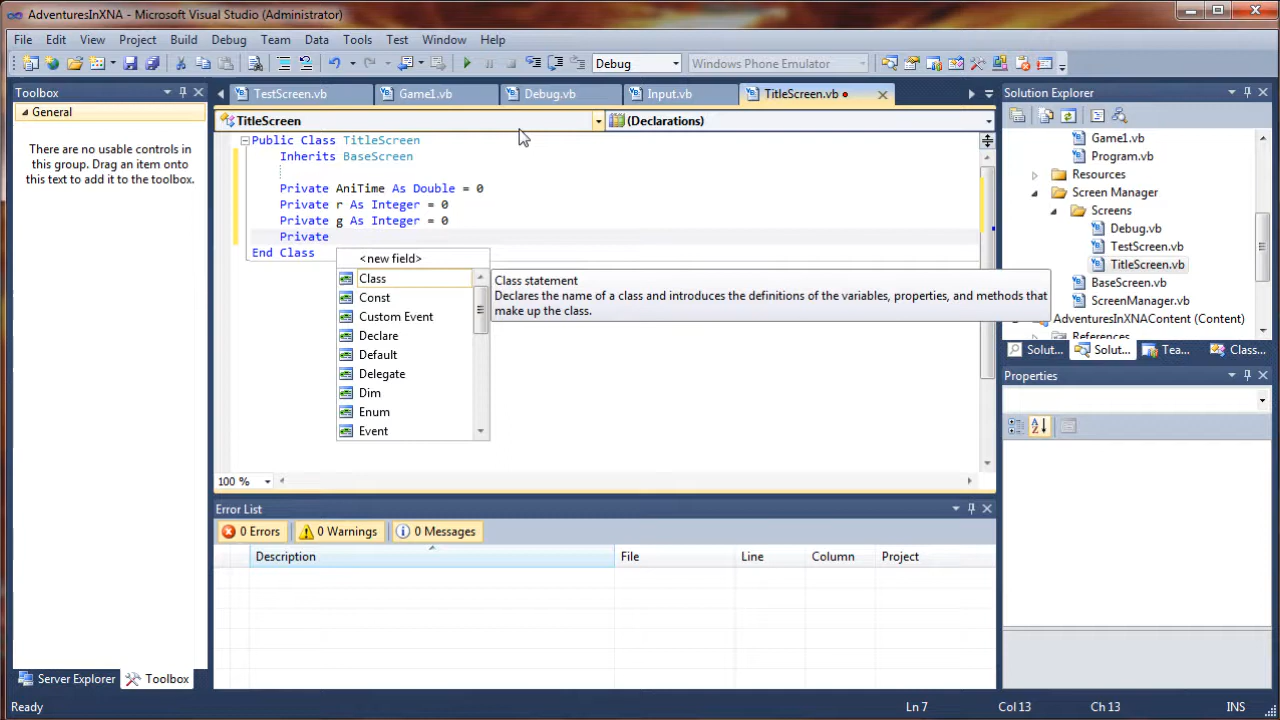 AdventuresInXNA - Microsoft Visual Studio (Administrator)
File Edit View Project Build Debug Team Data Tools Test Window Help
Debug Windows Phone Emulator
Toolbox
General
There are no usable controls in
this group. Drag an item onto
this text to add it to the toolbox.
Server Explorer Toolbox
TestScreen.vb Game1.vb Debug.vb Input.vb TitleScreen.vb
TitleScreen (Declarations)
Public Class TitleScreen
Inherits BaseScreen
Private AniTime As Double = 0
Private r As Integer = 0
Private g As Integer = 0
Private
End Class
<new field>
Class
Const
Custom Event
Declare
Default
Delegate
Dim
Enum
Event
Class statement
Declares the name of a class and introduces the definitions of the variables, properties, and methods that
make up the class.
100 %
Error List
0 Errors 0 Warnings 0 Messages
Description File Line Column Project
Solution Explorer
Game1.vb
Program.vb
Resources
Screen Manager
Screens
Debug.vb
TestScreen.vb
TitleScreen.vb
BaseScreen.vb
ScreenManager.vb
AdventuresInXNAContent (Content)
References
Solut... Solut... Tea... Class...
Properties
Ready Ln 7 Col 13 Ch 13 INS